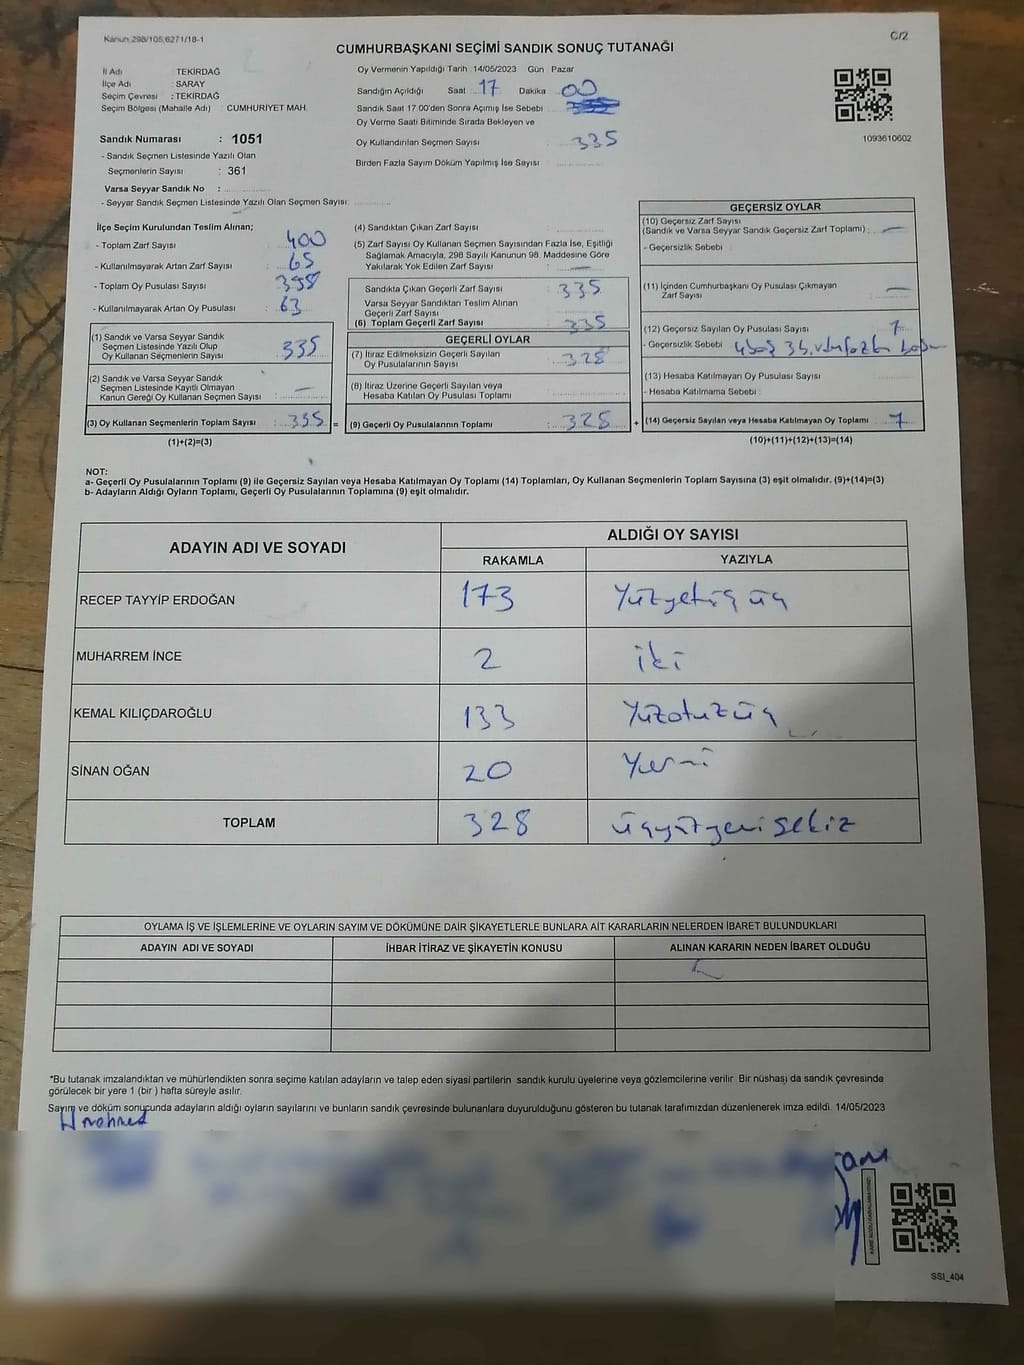 Kanun:298/105,6271/18-1
C/2
CUMHURBAŞKANI SEÇİMİ SANDIK SONUÇ TUTANAĞI
İl Adı : TEKİRDAĞ
İlçe Adı : SARAY
Seçim Çevresi : TEKİRDAĞ
Seçim Bölgesi (Mahalle Adı) : CUMHURİYET MAH.
Sandık Numarası : 1051
- Sandık Seçmen Listesinde Yazılı Olan
Seçmenlerin Sayısı : 361
Varsa Seyyar Sandık No :
- Seyyar Sandık Seçmen Listesinde Yazılı Olan Seçmen Sayısı:
Oy Vermenin Yapıldığı Tarih 14/05/2023 Gün Pazar
Sandığın Açıldığı Saat 17 Dakika 00
Sandık Saat 17:00'den Sonra Açmış İse Sebebi
Oy Verme Saati Bitiminde Sırada Bekleyen ve
Oy Kullandırılan Seçmen Sayısı : 335
Birden Fazla Sayım Döküm Yapılmış İse Sayısı :
1093610602
İlçe Seçim Kurulundan Teslim Alınan;
- Toplam Zarf Sayısı : 400
- Kullanılmayarak Artan Zarf Sayısı : 65
- Toplam Oy Pusulası Sayısı : 398
- Kullanılmayarak Artan Oy Pusulası : 63
(1) Sandık ve Varsa Seyyar Sandık
Seçmen Listesinde Yazılı Olup
Oy Kullanan Seçmenlerin Sayısı : 335
(2) Sandık ve Varsa Seyyar Sandık
Seçmen Listesinde Kayıtlı Olmayan
Kanun Gereği Oy Kullanan Seçmen Sayısı : —
(3) Oy Kullanan Seçmenlerin Toplam Sayısı : 335 =
(1)+(2)=(3)
(4) Sandıktan Çıkan Zarf Sayısı :
(5) Zarf Sayısı Oy Kullanan Seçmen Sayısından Fazla İse, Eşitliği
Sağlamak Amacıyla, 298 Sayılı Kanunun 98. Maddesine Göre
Yakılarak Yok Edilen Zarf Sayısı : —
Sandıkta Çıkan Geçerli Zarf Sayısı : 335
Varsa Seyyar Sandıktan Teslim Alınan
Geçerli Zarf Sayısı :
(6) Toplam Geçerli Zarf Sayısı : 335
GEÇERLİ OYLAR
(7) İtiraz Edilmeksizin Geçerli Sayılan
Oy Pusulalarının Sayısı : 328
(8) İtiraz Üzerine Geçerli Sayılan veya
Hesaba Katılan Oy Pusulası Toplamı :
(9) Geçerli Oy Pusulalarının Toplamı : 328 +
GEÇERSİZ OYLAR
(10) Geçersiz Zarf Sayısı
(Sandık ve Varsa Seyyar Sandık Geçersiz Zarf Toplamı) : —
- Geçersizlik Sebebi :
(11) İçinden Cumhurbaşkanı Oy Pusulası Çıkmayan
Zarf Sayısı : —
(12) Geçersiz Sayılan Oy Pusulası Sayısı : 7
- Geçersizlik Sebebi :
(13) Hesaba Katılmayan Oy Pusulası Sayısı :
- Hesaba Katılmama Sebebi :
(14) Geçersiz Sayılan veya Hesaba Katılmayan Oy Toplamı : 7
(10)+(11)+(12)+(13)=(14)
NOT:
a- Geçerli Oy Pusulalarının Toplamı (9) ile Geçersiz Sayılan veya Hesaba Katılmayan Oy Toplamı (14) Toplamları, Oy Kullanan Seçmenlerin Toplam Sayısına (3) eşit olmalıdır. (9)+(14)=(3)
b- Adayların Aldığı Oyların Toplamı, Geçerli Oy Pusulalarının Toplamına (9) eşit olmalıdır.
ADAYIN ADI VE SOYADI ALDIĞI OY SAYISI
RAKAMLA YAZIYLA
RECEP TAYYİP ERDOĞAN 173 Yüzyetişüç
MUHARREM İNCE 2 iki
KEMAL KILIÇDAROĞLU 133 Yüzotuzüç
SİNAN OĞAN 20 Yirmi
TOPLAM 328 üçyüzyirmisekiz
OYLAMA İŞ VE İŞLEMLERİNE VE OYLARIN SAYIM VE DÖKÜMÜNE DAİR ŞİKAYETLERLE BUNLARA AİT KARARLARIN NELERDEN İBARET BULUNDUKLARI
ADAYIN ADI VE SOYADI İHBAR İTİRAZ VE ŞİKAYETİN KONUSU ALINAN KARARIN NEDEN İBARET OLDUĞU
*Bu tutanak imzalandıktan ve mühürlendikten sonra seçime katılan adayların ve talep eden siyasi partilerin sandık kurulu üyelerine veya gözlemcilerine verilir. Bir nüshası da sandık çevresinde
görülecek bir yere 1 (bir ) hafta süreyle asılır.
Sayım ve döküm sonucunda adayların aldığı oyların sayılarını ve bunların sandık çevresinde bulunanlara duyurulduğunu gösteren bu tutanak tarafımızdan düzenlenerek imza edildi. 14/05/2023
SSI_404